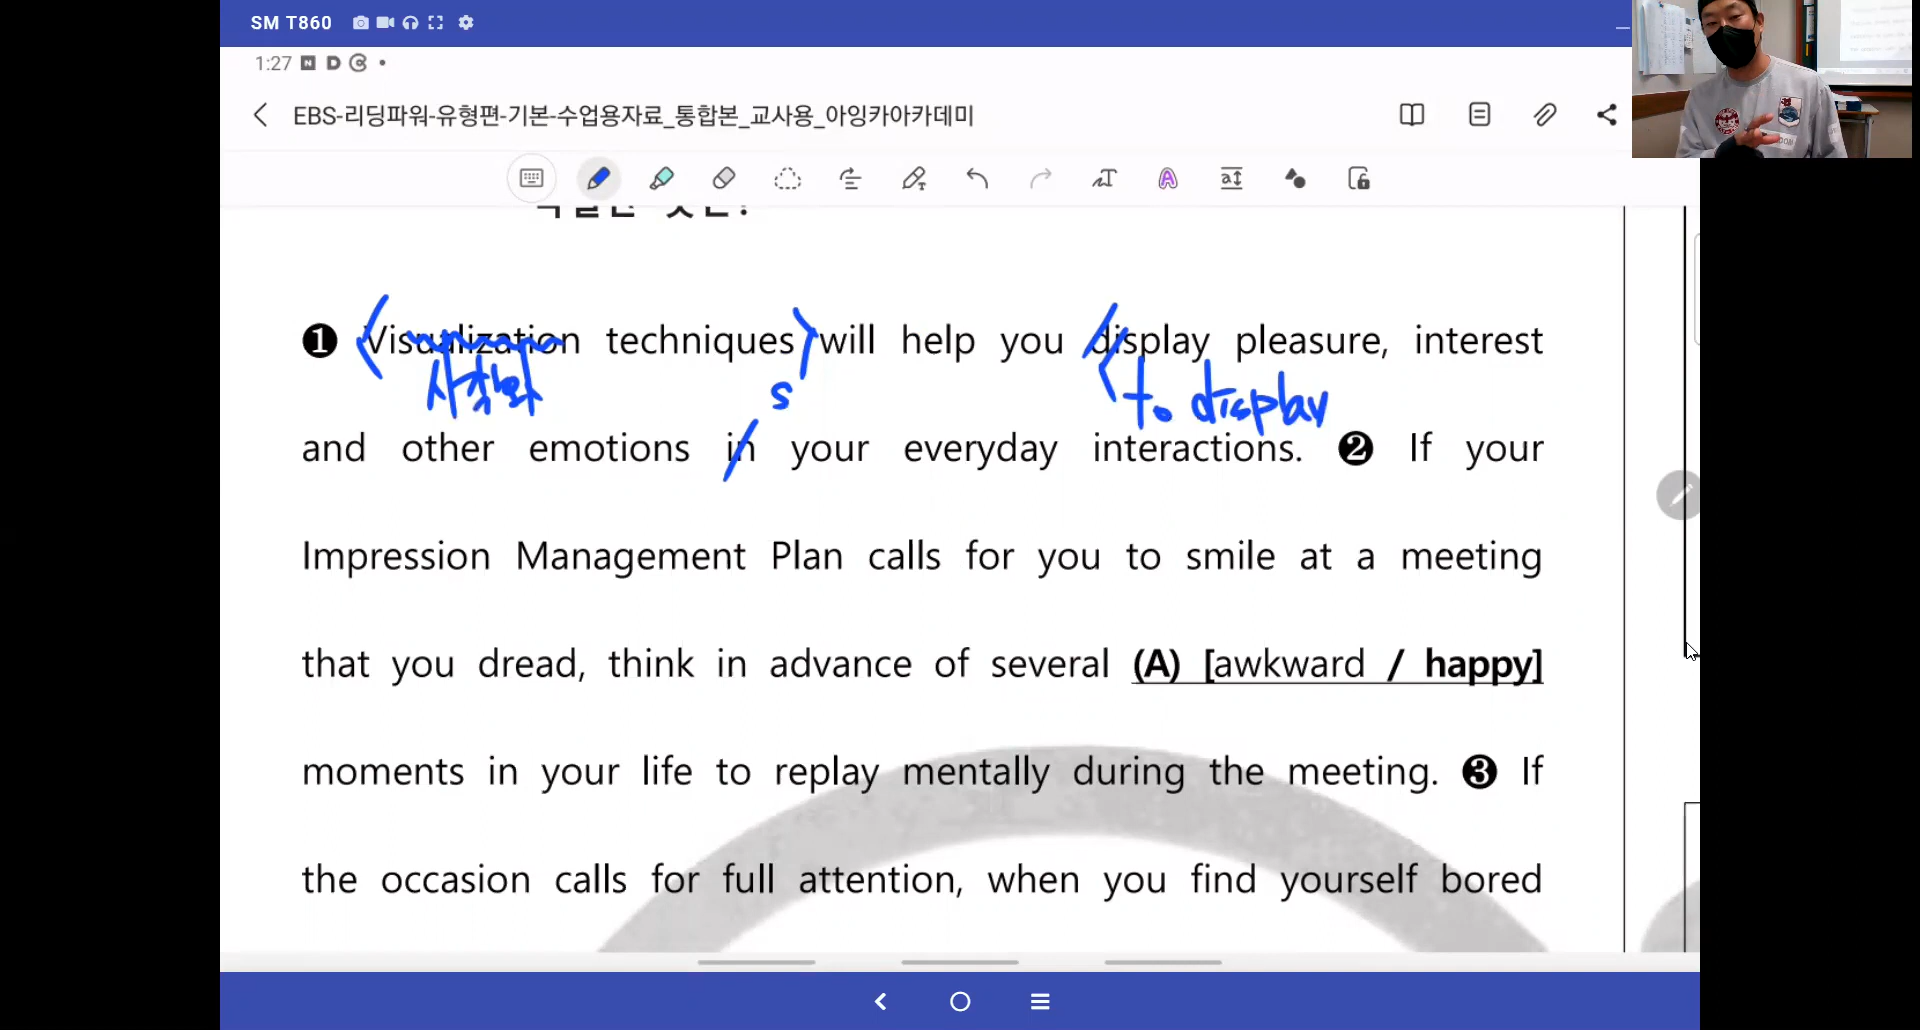 SM T860
1:27
EBS-리딩파워-유형편-기본-수업용자료_통합본_교사용_아잉카아카데미
❶ Visualization techniques will help you display pleasure, interest
시각화
s
to display
and other emotions in your everyday interactions. ❷ If your
Impression Management Plan calls for you to smile at a meeting
that you dread, think in advance of several (A) [awkward / happy]
moments in your life to replay mentally during the meeting. ❸ If
the occasion calls for full attention, when you find yourself bored